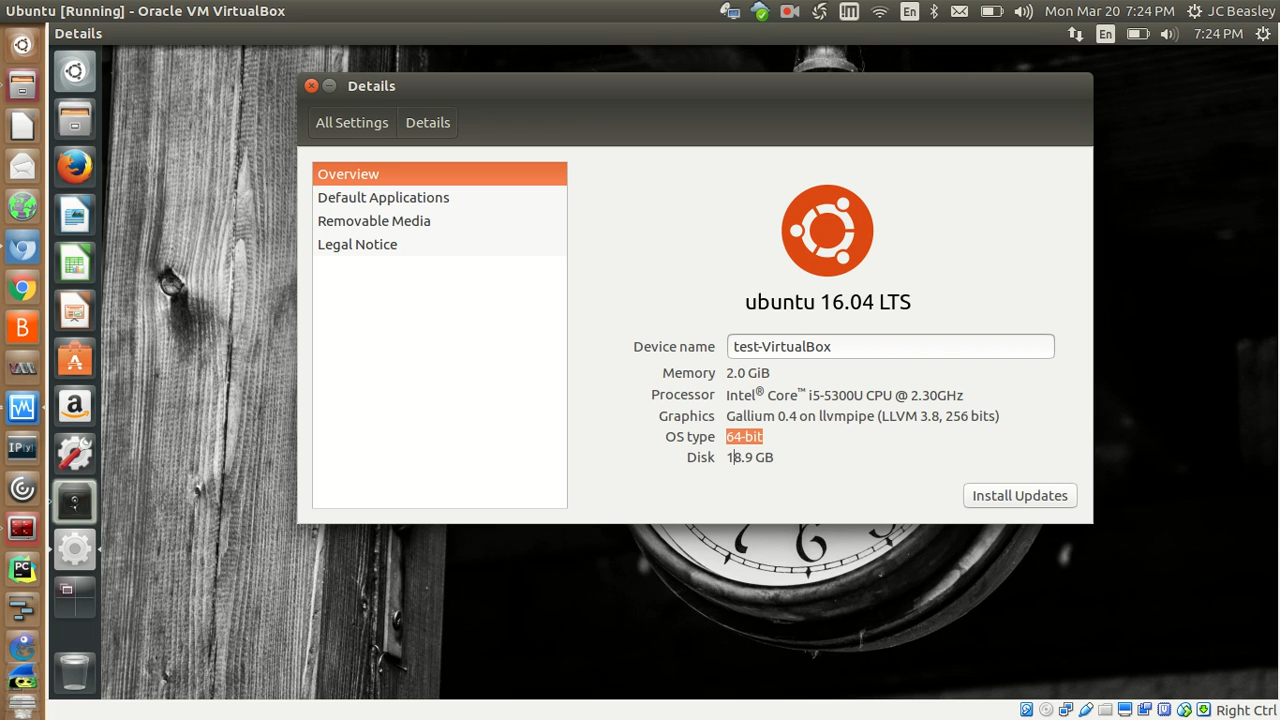 Ubuntu [Running] - Oracle VM VirtualBox
En
Mon Mar 20 7:24 PM
JC Beasley
Details
En
7:24 PM
Details
All Settings
Details
Overview
Default Applications
Removable Media
Legal Notice
ubuntu 16.04 LTS
Device name test-VirtualBox
Memory 2.0 GiB
Processor Intel® Core™ i5-5300U CPU @ 2.30GHz
Graphics Gallium 0.4 on llvmpipe (LLVM 3.8, 256 bits)
OS type 64-bit
Disk 18.9 GB
Install Updates
B
IP[y]
PC
6
Right Ctrl